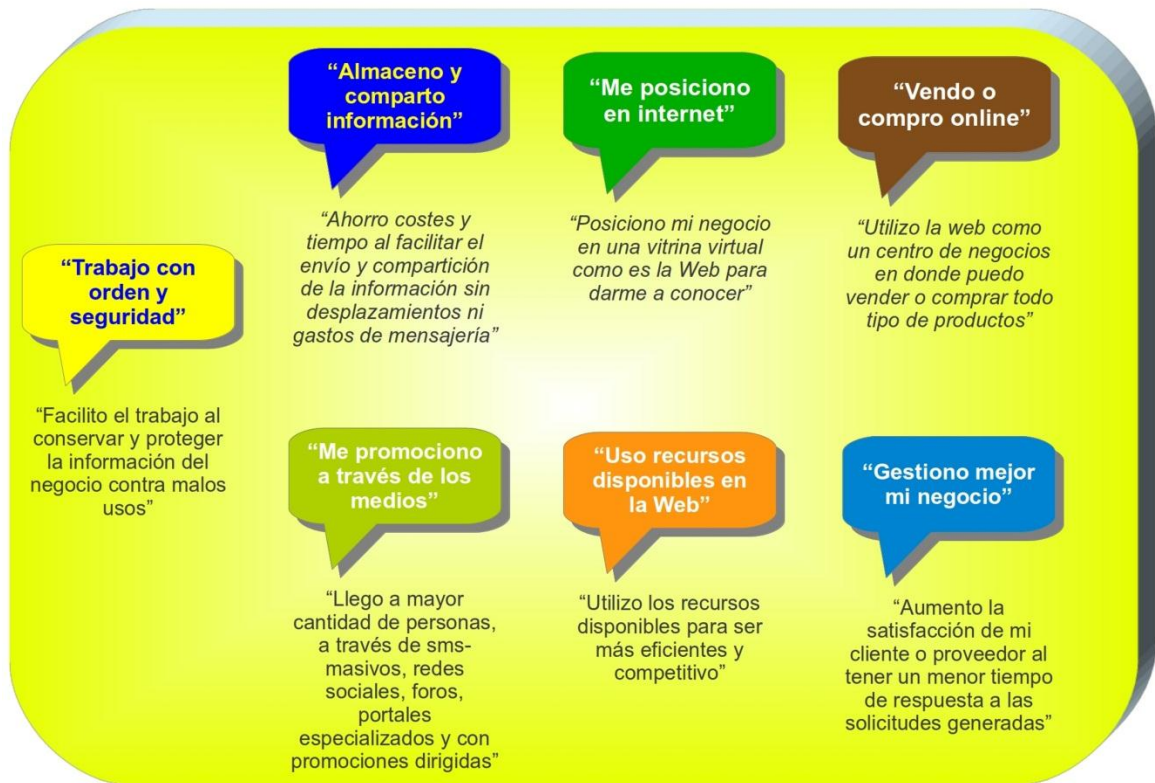 “Trabajo con
orden y
seguridad”
“Facilito el trabajo al
conservar y proteger
la información del
negocio contra malos
usos”
“Almaceno y
comparto
información”
“Ahorro costes y
tiempo al facilitar el
envío y compartición
de la información sin
desplazamientos ni
gastos de mensajería”
“Me posiciono
en internet”
“Posiciono mi negocio
en una vitrina virtual
como es la Web para
darme a conocer”
“Vendo o
compro online”
“Utilizo la web como
un centro de negocios
en donde puedo
vender o comprar todo
tipo de productos”
“Me promociono
a través de los
medios”
“Llego a mayor
cantidad de personas,
a través de sms-
masivos, redes
sociales, foros,
portales
especializados y con
promociones dirigidas”
“Uso recursos
disponibles en
la Web”
“Utilizo los recursos
disponibles para ser
más eficientes y
competitivo”
“Gestiono mejor
mi negocio”
“Aumento la
satisfacción de mi
cliente o proveedor al
tener un menor tiempo
de respuesta a las
solicitudes generadas”